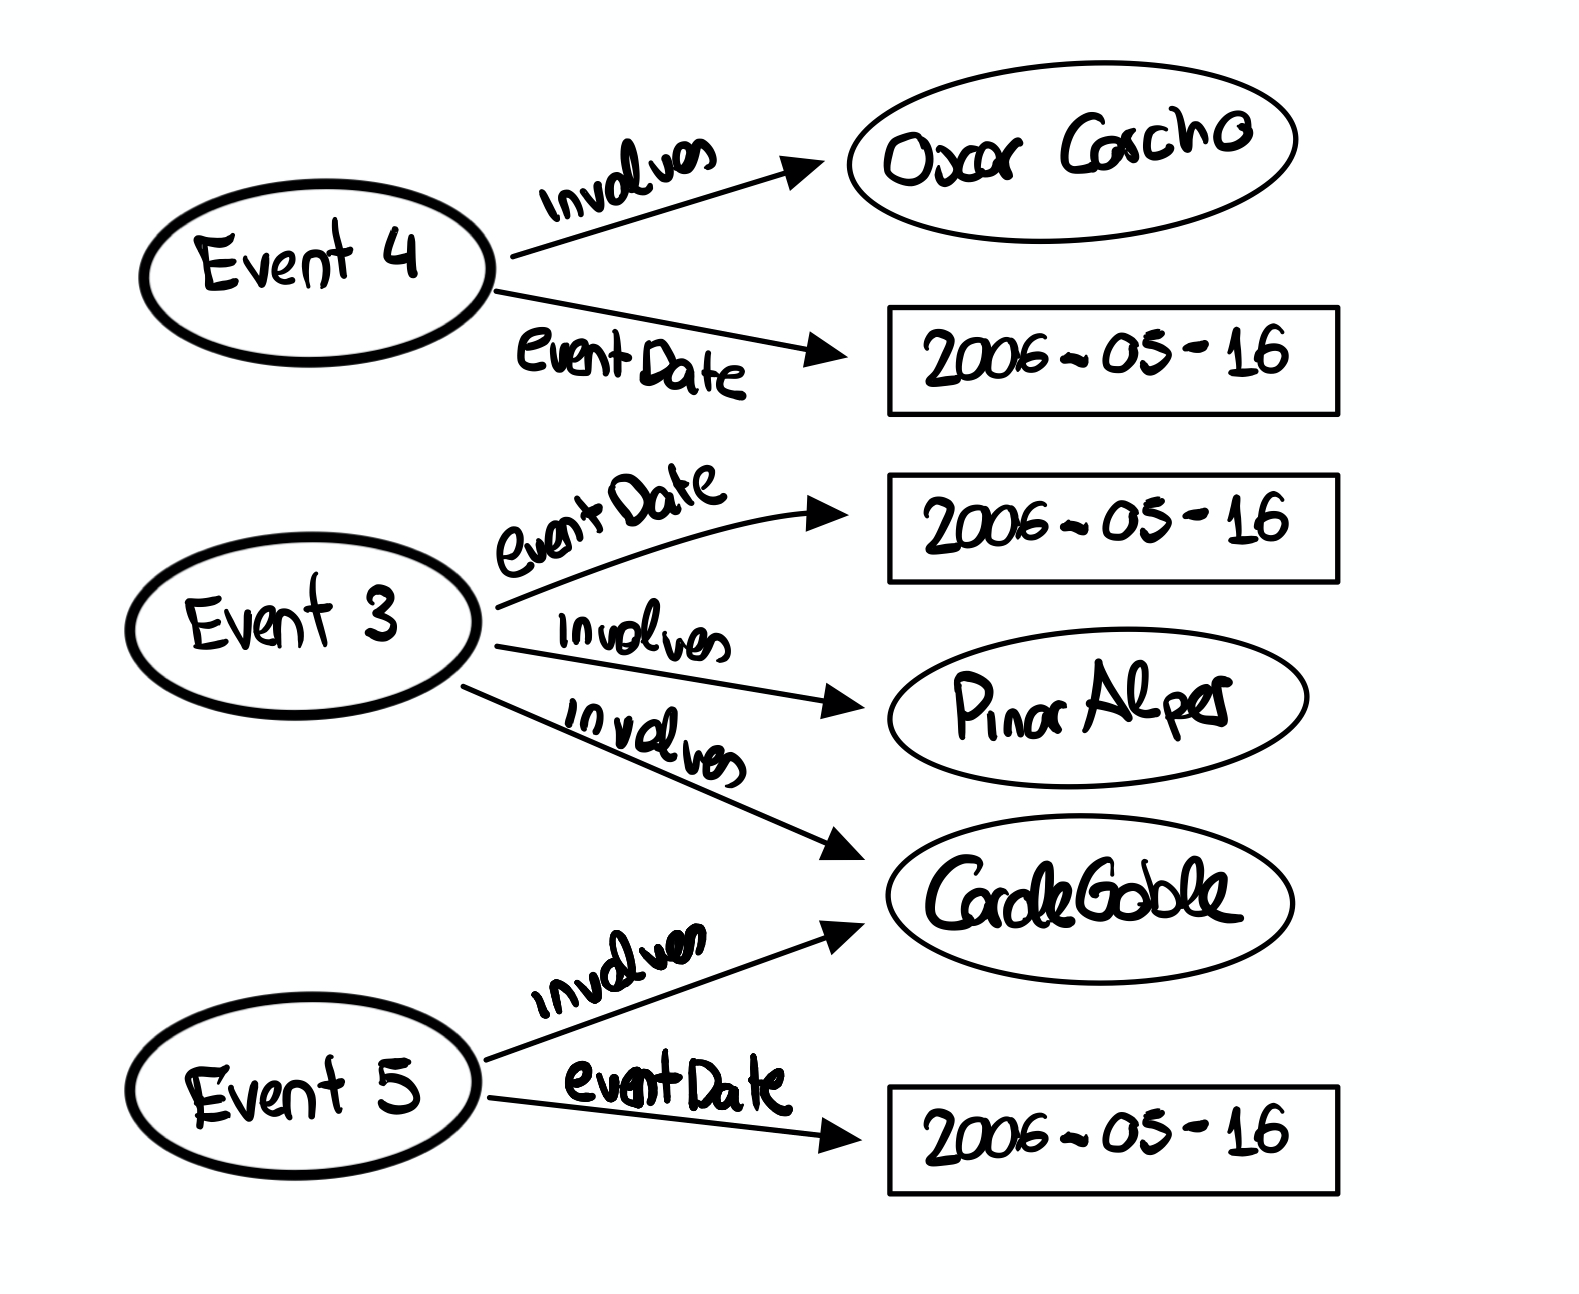 involves
Oscar Corcho
Event 4
eventDate
2006-05-16
eventDate
2006-05-16
Event 3
involves
Pinar Alper
involves
CaroleGoble
involves
Event 5
eventDate
2006-05-16